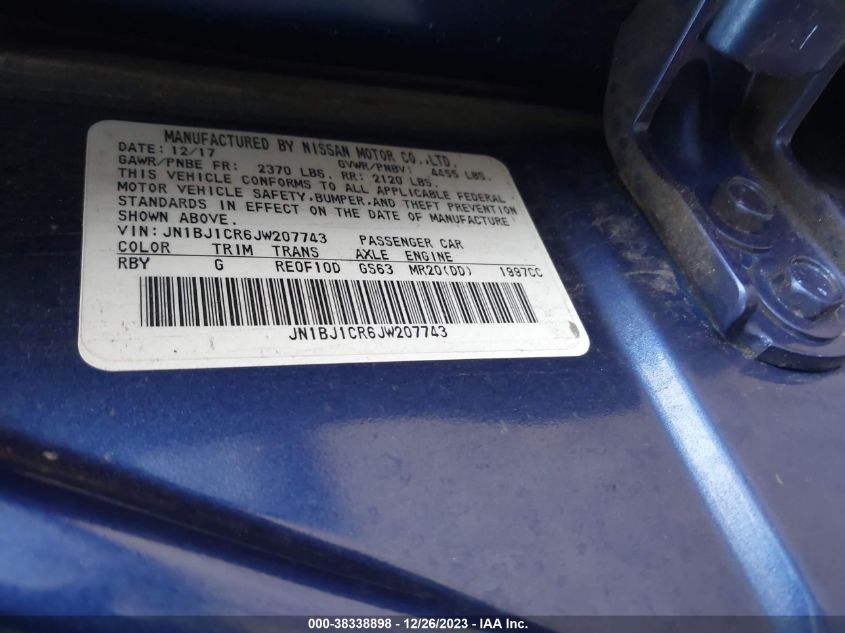 MANUFACTURED BY NISSAN MOTOR CO.,LTD.
DATE: 12/17 GVWR/PNBV: 4455 LBS.
GAWR/PNBE FR: 2370 LBS. RR: 2120 LBS.
THIS VEHICLE CONFORMS TO ALL APPLICABLE FEDERAL
MOTOR VEHICLE SAFETY, BUMPER, AND THEFT PREVENTION
STANDARDS IN EFFECT ON THE DATE OF MANUFACTURE
SHOWN ABOVE.
VIN: JN1BJ1CR6JW207743 PASSENGER CAR
COLOR TRIM TRANS AXLE ENGINE
RBY G RE0F10D GS63 MR20(DD) 1997CC
JN1BJ1CR6JW207743
000-38338898 - 12/26/2023 - IAA Inc.